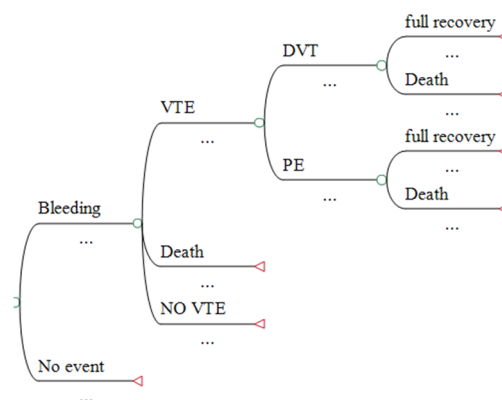 full recovery
...
DVT
...
Death
...
VTE
...
full recovery
...
PE
...
Death
...
Bleeding
...
Death
...
NO VTE
...
No event
...